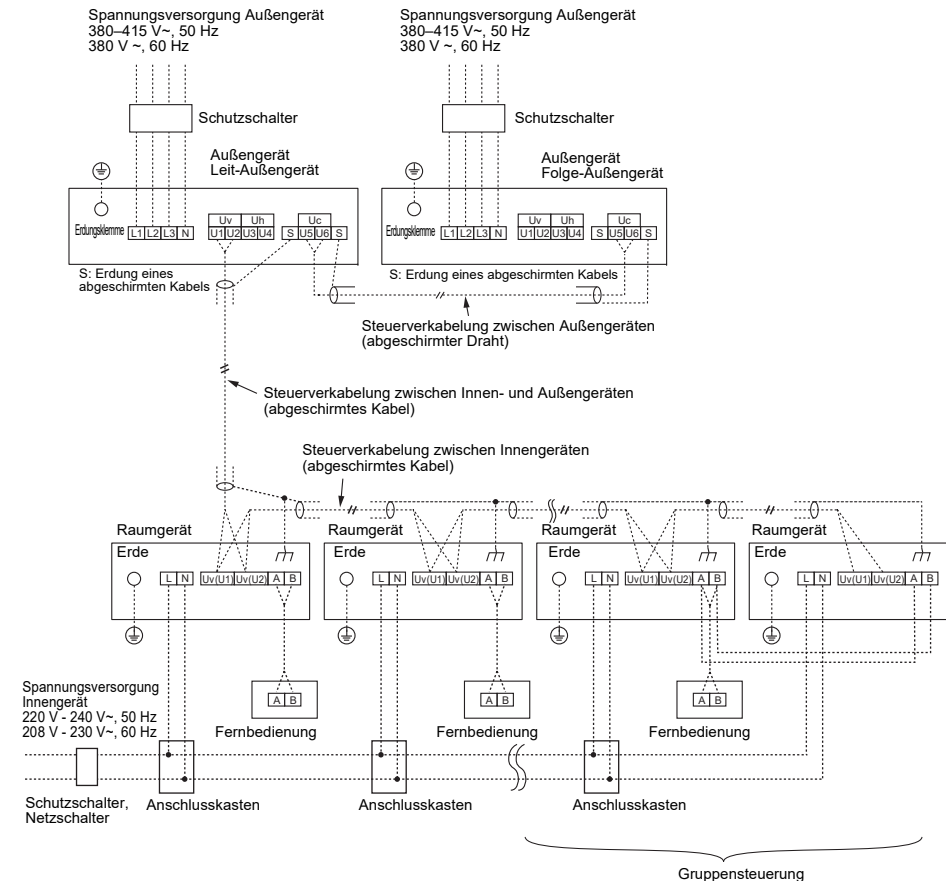 Spannungsversorgung Außengerät
380–415 V~, 50 Hz
380 V ~, 60 Hz
Spannungsversorgung Außengerät
380–415 V~, 50 Hz
380 V ~, 60 Hz
Schutzschalter
Schutzschalter
Außengerät
Leit-Außengerät
Außengerät
Folge-Außengerät
Erdungsklemme
L1 L2 L3 N
Uv Uh
U1 U2 U3 U4
Uc
S U5 U6 S
Erdungsklemme
L1 L2 L3 N
Uv Uh
U1 U2 U3 U4
Uc
S U5 U6 S
S: Erdung eines
abgeschirmten Kabels
S: Erdung eines abgeschirmten Kabels
Steuerverkabelung zwischen Außengeräten
(abgeschirmter Draht)
Steuerverkabelung zwischen Innen- und Außengeräten
(abgeschirmtes Kabel)
Steuerverkabelung zwischen Innengeräten
(abgeschirmtes Kabel)
Raumgerät
Erde
L N Uv(U1) Uv(U2) A B
Raumgerät
Erde
L N Uv(U1) Uv(U2) A B
Raumgerät
Erde
L N Uv(U1) Uv(U2) A B
Raumgerät
Erde
L N Uv(U1) Uv(U2) A B
Spannungsversorgung
Innengerät
220 V - 240 V~, 50 Hz
208 V - 230 V~, 60 Hz
A B
Fernbedienung
A B
Fernbedienung
A B
Fernbedienung
Schutzschalter,
Netzschalter
Anschlusskasten
Anschlusskasten
Anschlusskasten
Gruppensteuerung